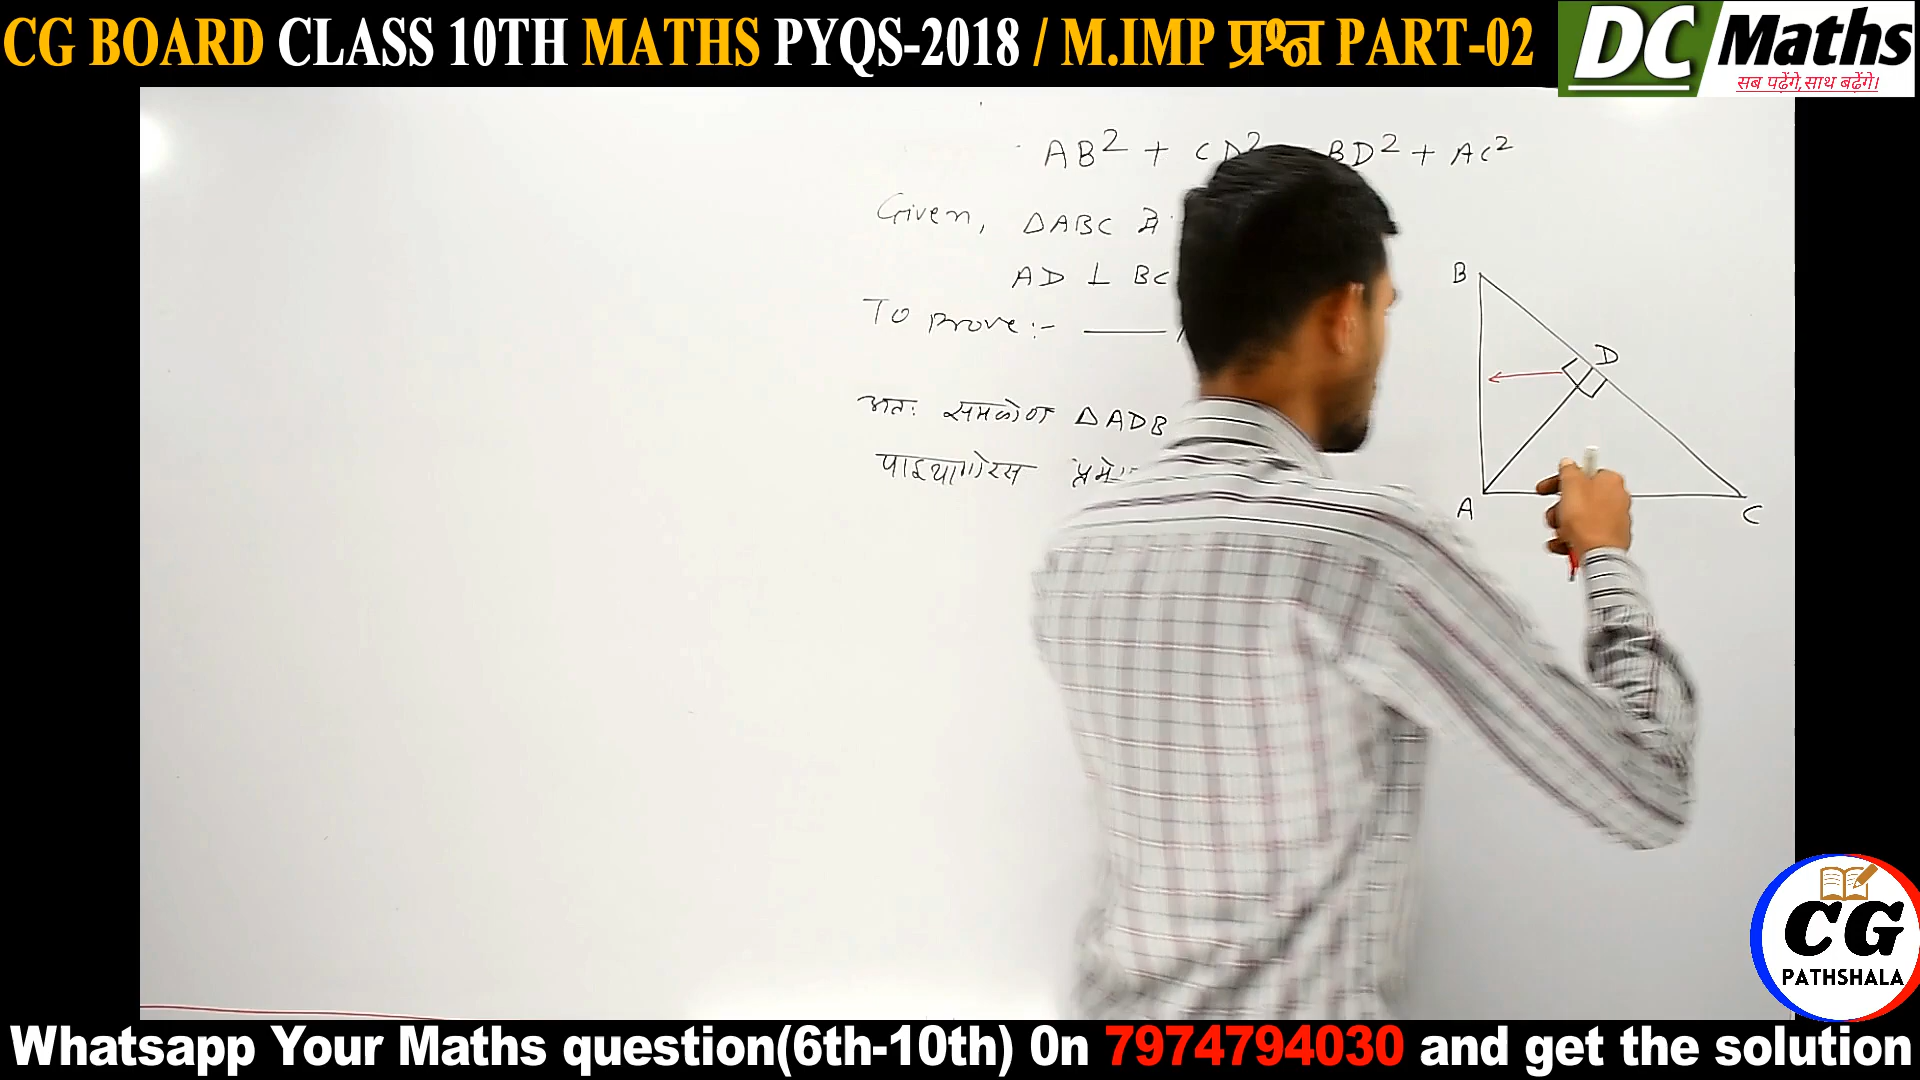 CG BOARD CLASS 10TH MATHS PYQS-2018 / M.IMP प्रश्न PART-02
DC Maths
सब पढ़ेंगे,साथ बढ़ेंगे।
AB² + CD² BD² + AC²
Given, ΔABC में
AD ⊥ BC
To Prove :-
अतः समकोण ΔADB
पाइथागोरस
B
D
A
C
CG
PATHSHALA
Whatsapp Your Maths question(6th-10th) 0n 7974794030 and get the solution